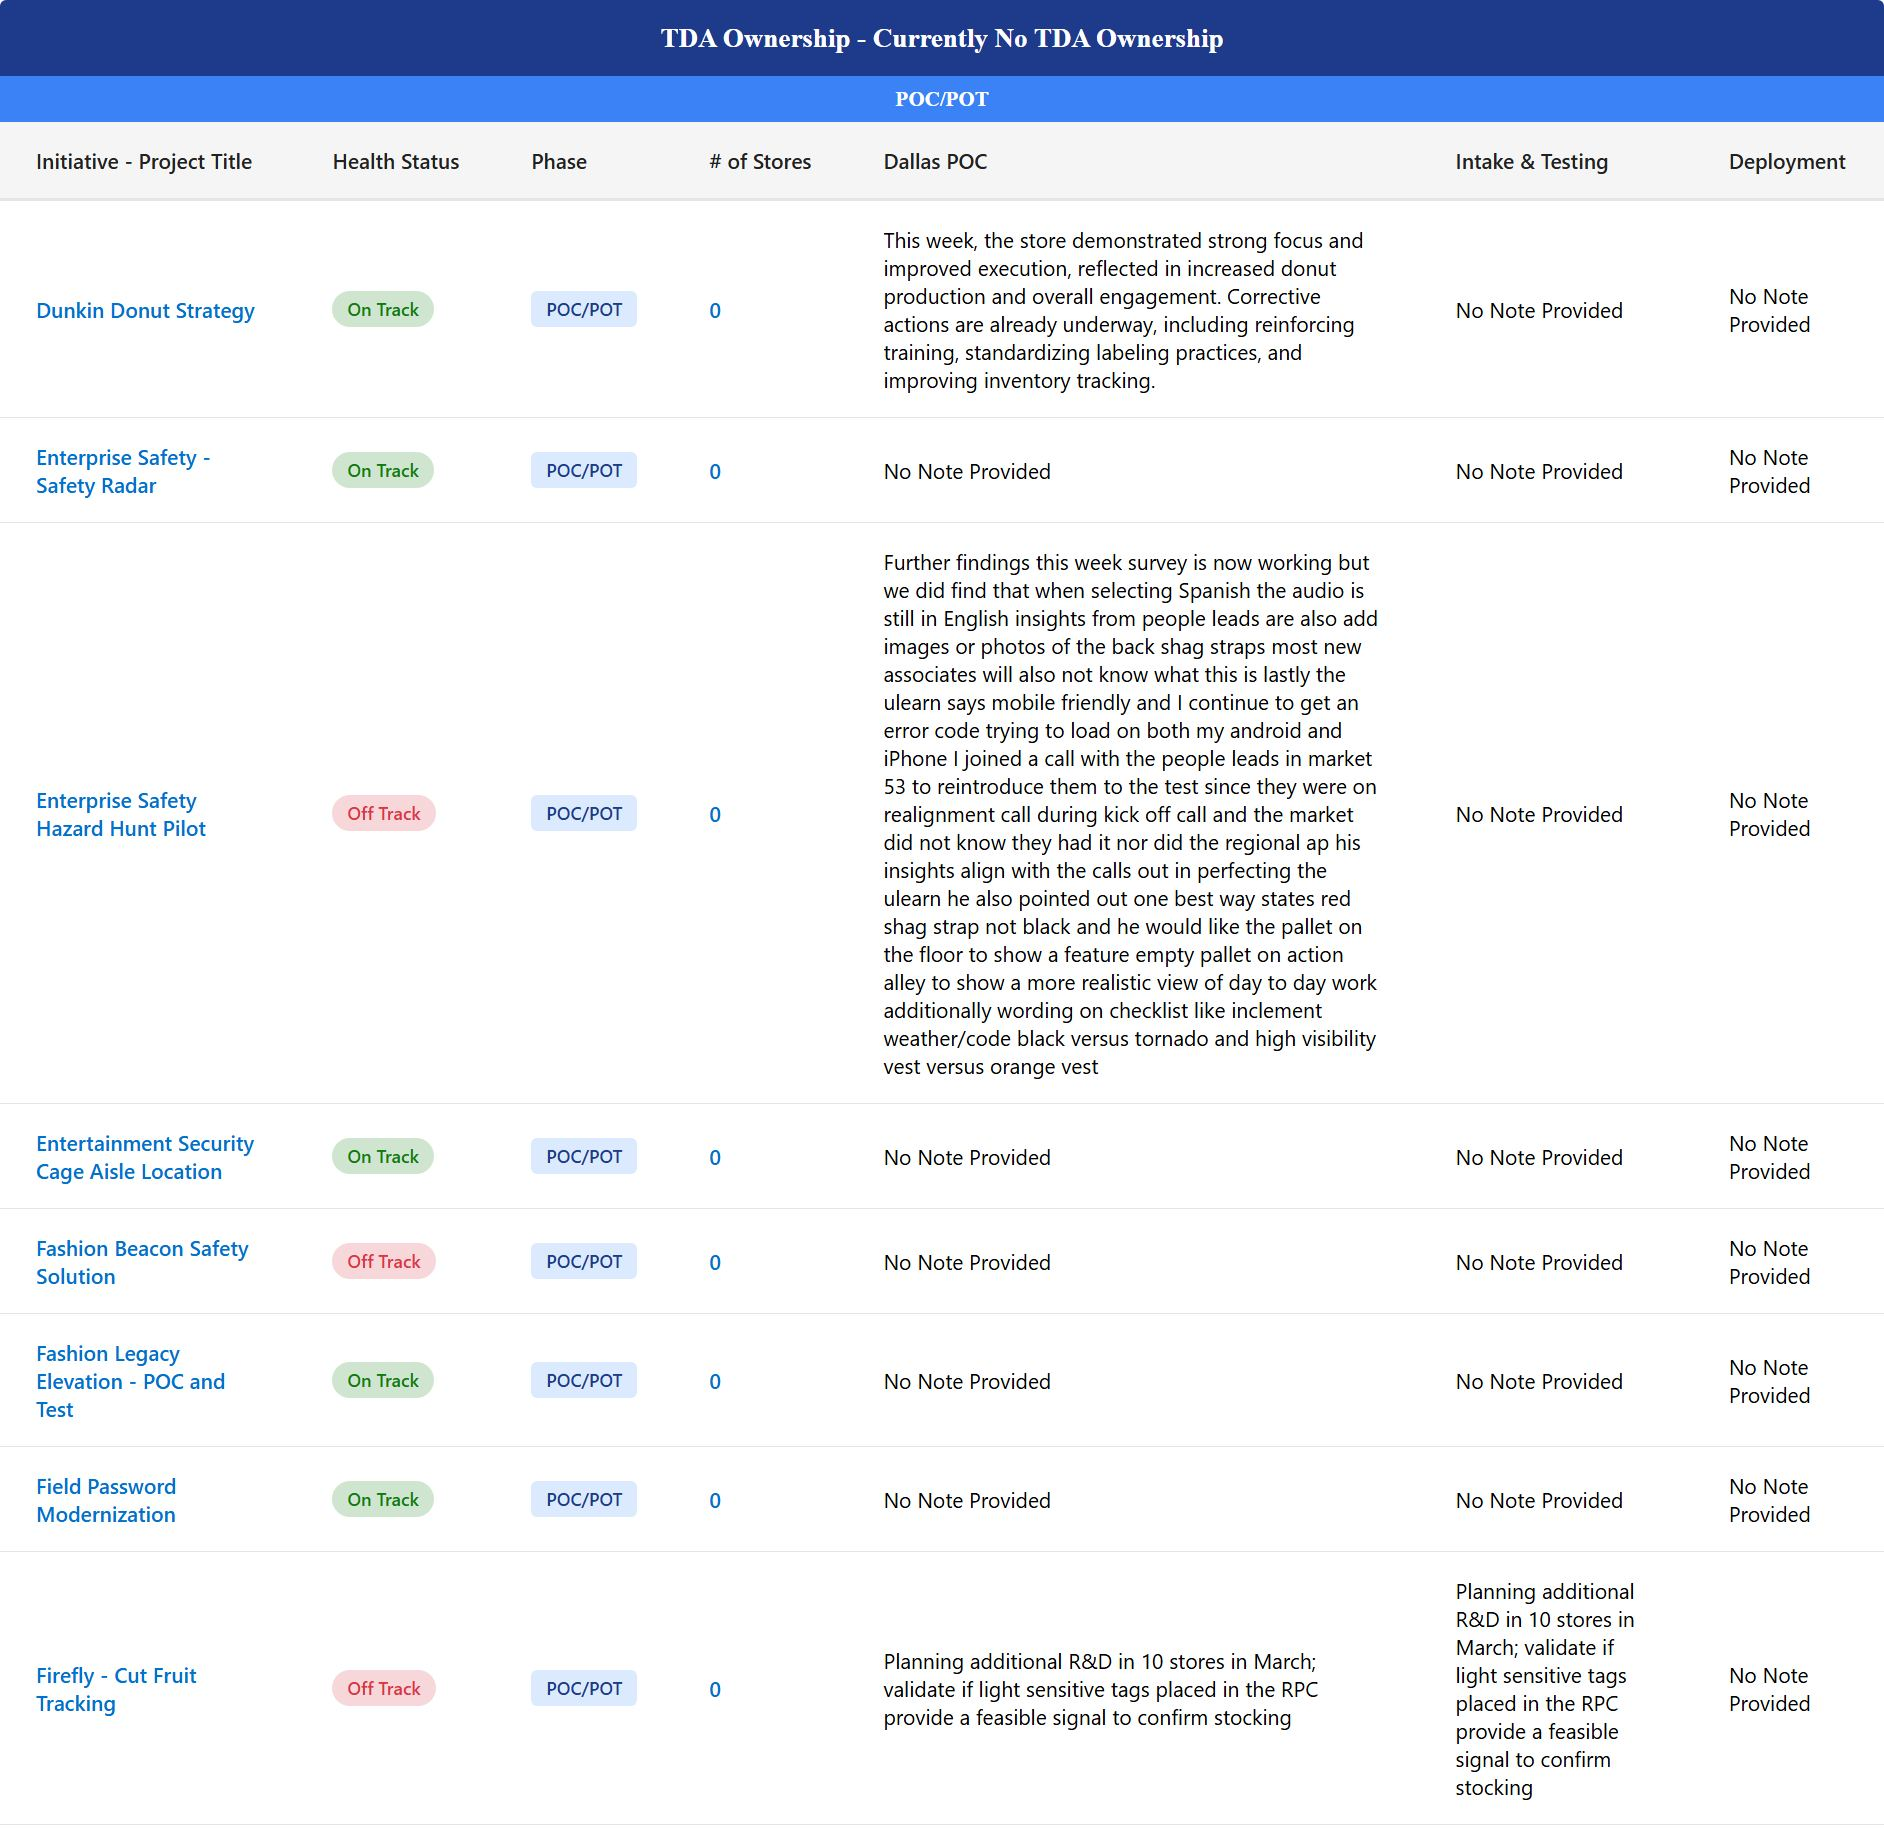 TDA Ownership - Currently No TDA Ownership
POC/POT
Initiative - Project Title
Health Status
Phase
# of Stores
Dallas POC
Intake & Testing
Deployment
Dunkin Donut Strategy
On Track
POC/POT
0
This week, the store demonstrated strong focus and
improved execution, reflected in increased donut
production and overall engagement. Corrective
actions are already underway, including reinforcing
training, standardizing labeling practices, and
improving inventory tracking.
No Note Provided
No Note
Provided
Enterprise Safety -
Safety Radar
On Track
POC/POT
0
No Note Provided
No Note Provided
No Note
Provided
Enterprise Safety
Hazard Hunt Pilot
Off Track
POC/POT
0
Further findings this week survey is now working but
we did find that when selecting Spanish the audio is
still in English insights from people leads are also add
images or photos of the back shag straps most new
associates will also not know what this is lastly the
ulearn says mobile friendly and I continue to get an
error code trying to load on both my android and
iPhone I joined a call with the people leads in market
53 to reintroduce them to the test since they were on
realignment call during kick off call and the market
did not know they had it nor did the regional ap his
insights align with the calls out in perfecting the
ulearn he also pointed out one best way states red
shag strap not black and he would like the pallet on
the floor to show a feature empty pallet on action
alley to show a more realistic view of day to day work
additionally wording on checklist like inclement
weather/code black versus tornado and high visibility
vest versus orange vest
No Note Provided
No Note
Provided
Entertainment Security
Cage Aisle Location
On Track
POC/POT
0
No Note Provided
No Note Provided
No Note
Provided
Fashion Beacon Safety
Solution
Off Track
POC/POT
0
No Note Provided
No Note Provided
No Note
Provided
Fashion Legacy
Elevation - POC and
Test
On Track
POC/POT
0
No Note Provided
No Note Provided
No Note
Provided
Field Password
Modernization
On Track
POC/POT
0
No Note Provided
No Note Provided
No Note
Provided
Firefly - Cut Fruit
Tracking
Off Track
POC/POT
0
Planning additional R&D in 10 stores in March;
validate if light sensitive tags placed in the RPC
provide a feasible signal to confirm stocking
Planning additional
R&D in 10 stores in
March; validate if
light sensitive tags
placed in the RPC
provide a feasible
signal to confirm
stocking
No Note
Provided